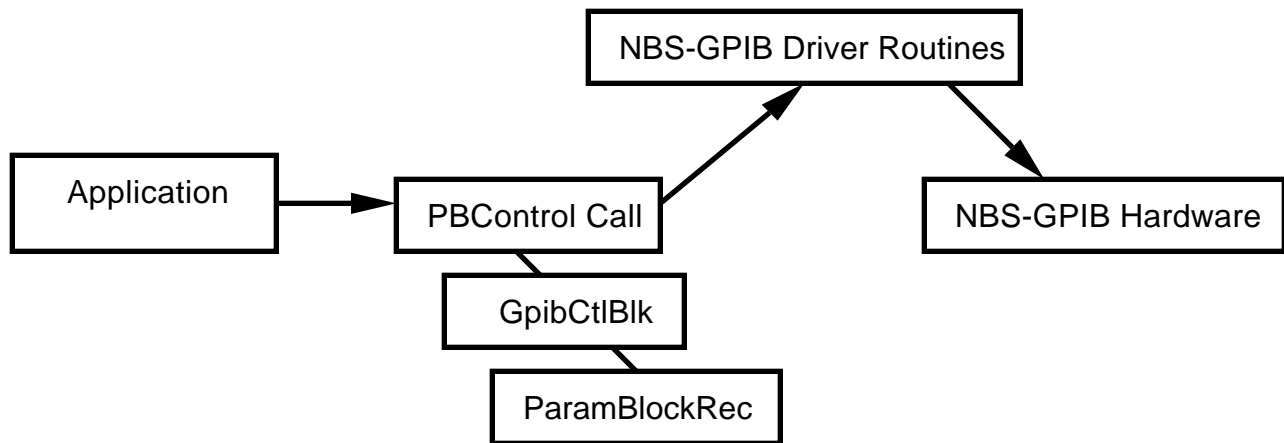 NBS-GPIB Driver Routines
Application
PBControl Call
NBS-GPIB Hardware
GpibCtlBlk
ParamBlockRec